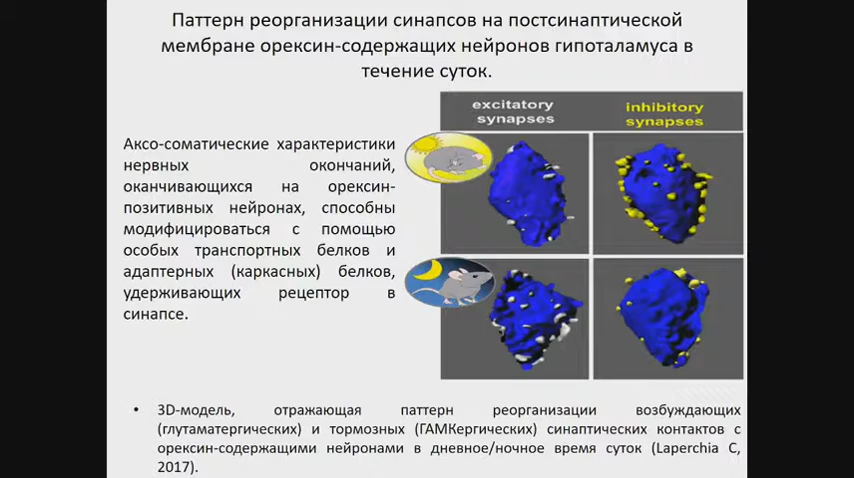 Паттерн реорганизации синапсов на постсинаптической
мембране орексин-содержащих нейронов гипоталамуса в
течение суток.
excitatory
synapses
inhibitory
synapses
Аксо-соматические характеристики
нервных окончаний,
оканчивающихся на орексин-
позитивных нейронах, способны
модифицироваться с помощью
особых транспортных белков и
адаптерных (каркасных) белков,
удерживающих рецептор в
синапсе.
• 3D-модель, отражающая паттерн реорганизации возбуждающих
(глутаматергических) и тормозных (ГАМКергических) синаптических контактов с
орексин-содержащими нейронами в дневное/ночное время суток (Laperchia C,
2017).